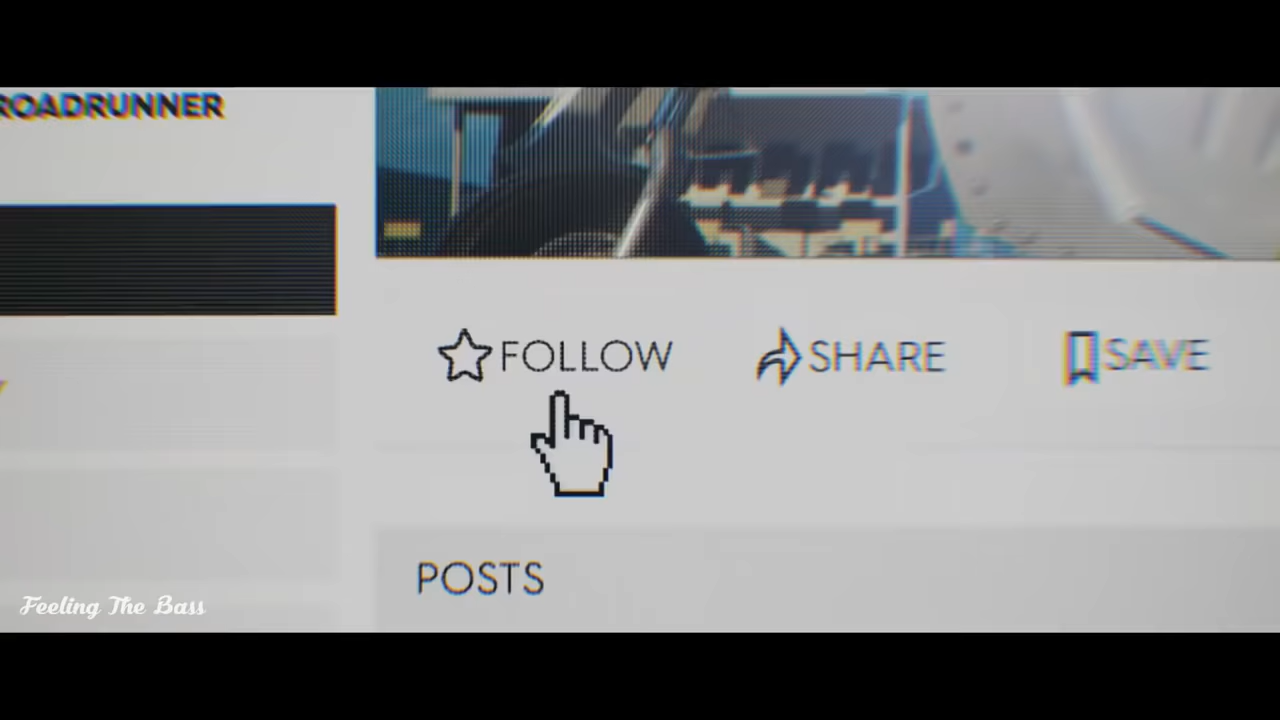 ROADRUNNER
FOLLOW
SHARE
SAVE
POSTS
Feeling The Bass